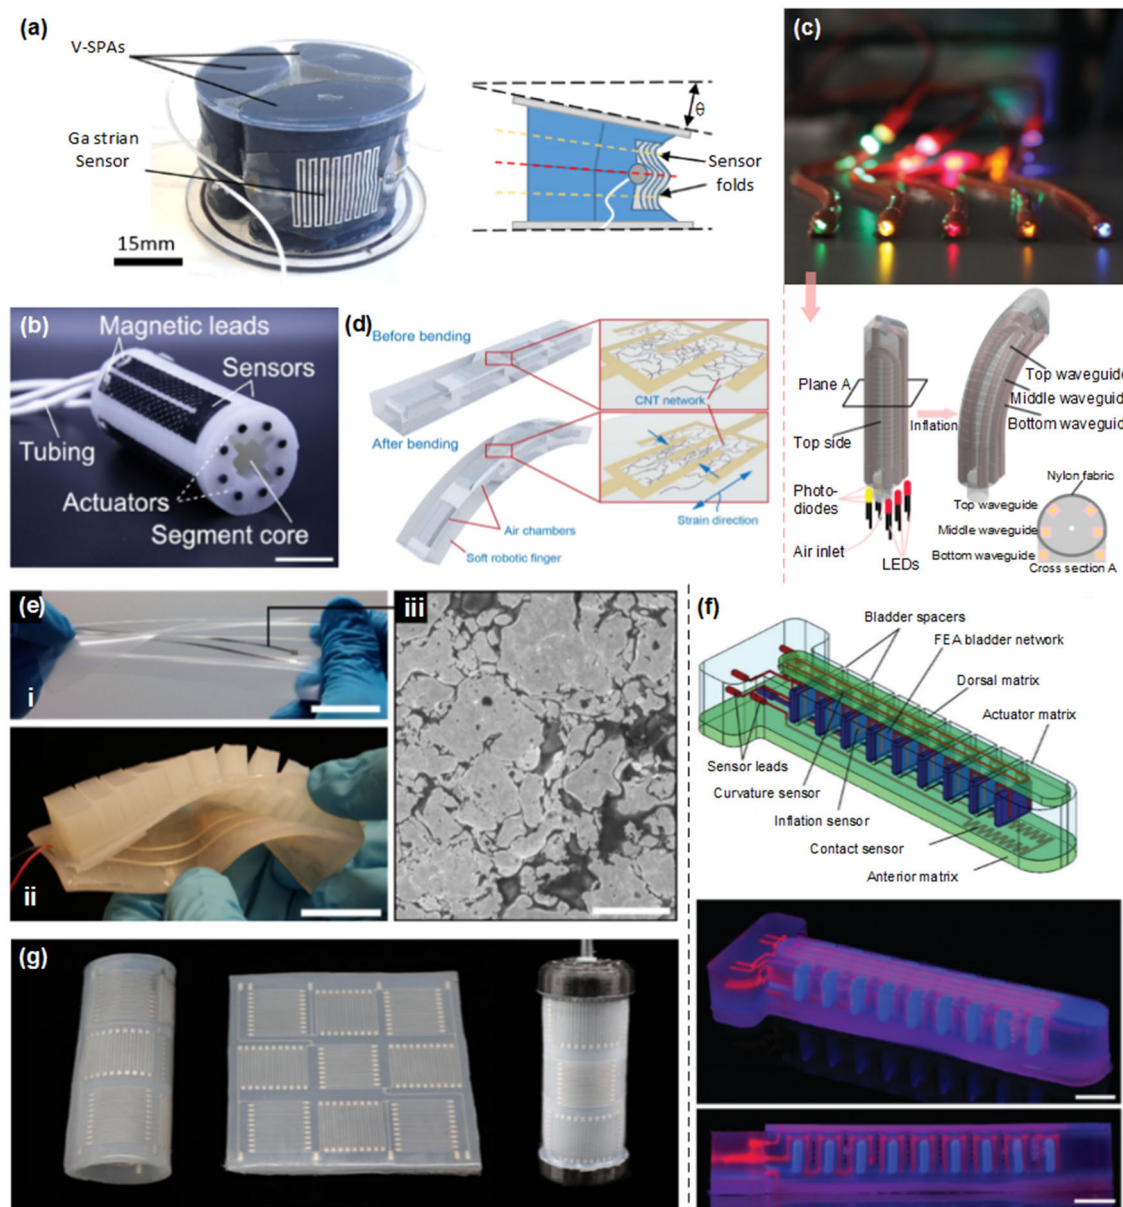 (a)
V-SPAs
Ga strian
Sensor
15mm
θ
Sensor
folds
(b)
Magnetic leads
Sensors
Tubing
Actuators
Segment core
(c)
Plane A
Top side
Photo-
diodes
Air inlet
LEDs
Inflation
Top waveguide
Middle waveguid
Bottom waveguid
Nylon fabric
Top waveguide
Middle waveguide
Bottom waveguide
Cross section A
(d)
Before bending
After bending
CNT network
Air chambers
Soft robotic finger
Strain direction
(e)
i
ii
iii
(f)
Bladder spacers
FEA bladder network
Dorsal matrix
Actuator matrix
Sensor leads
Curvature sensor
Inflation sensor
Contact sensor
Anterior matrix
(g)